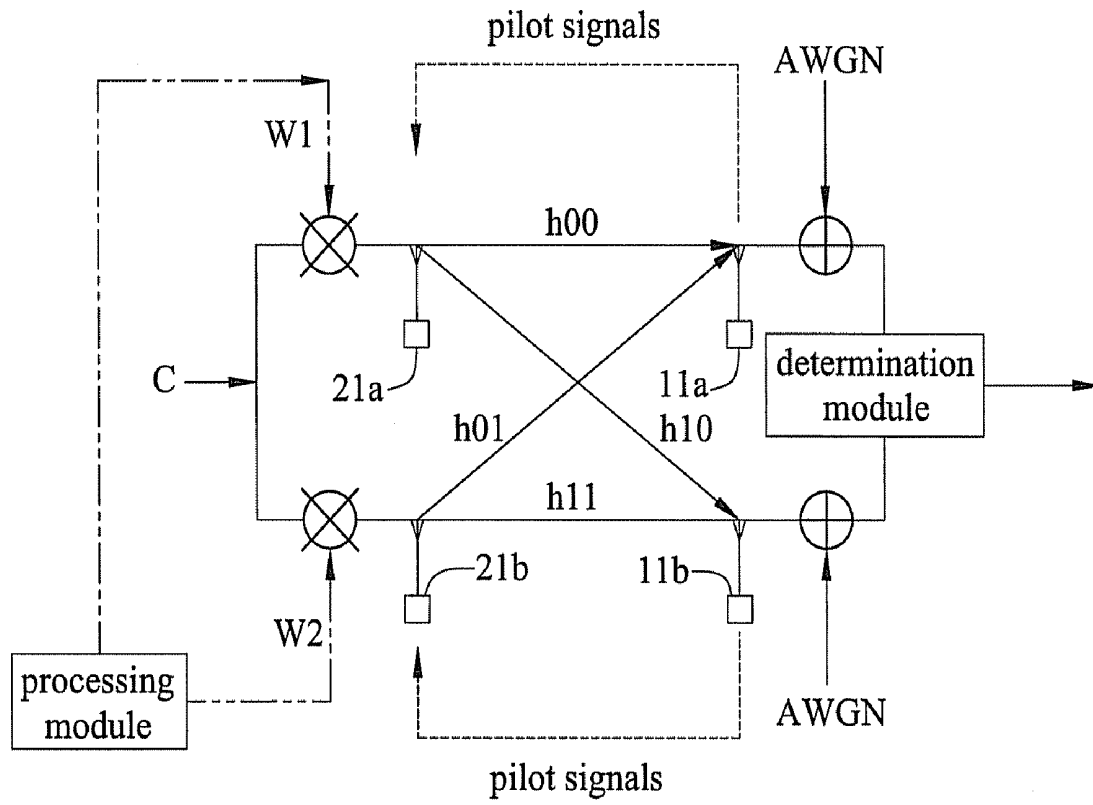 pilot signals
AWGN
W1
h00
C
21a
11a
determination
module
h01
h10
h11
21b
11b
W2
processing
module
AWGN
pilot signals